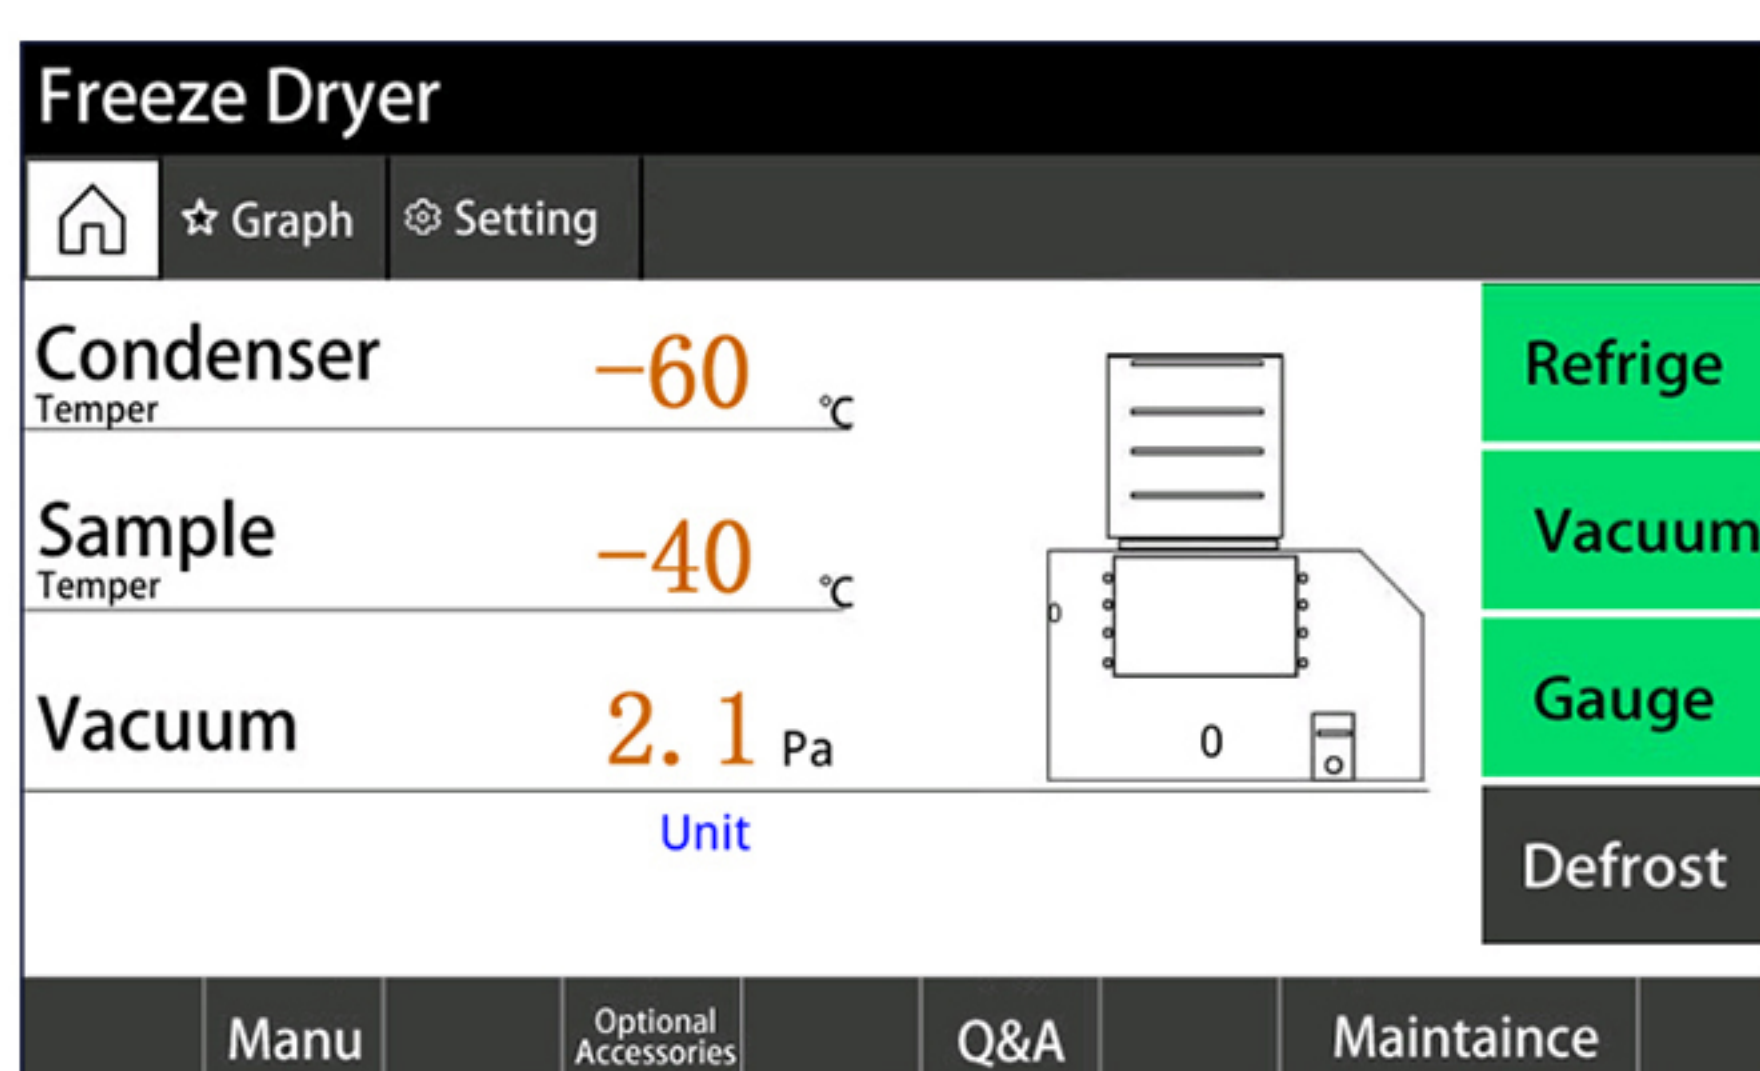 Freeze Dryer
Graph Setting
Condenser
Temper
-60 ℃
Refrige
Sample
Temper
-40 ℃
Vacuum
Vacuum 2.1 Pa
Gauge
0
0
Unit
Defrost
Manu
Optional
Accessories
Q&A
Maintaince